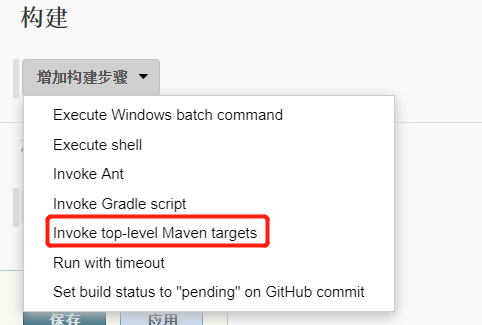 构建
增加构建步骤
Execute Windows batch command
Execute shell
Invoke Ant
Invoke Gradle script
Invoke top-level Maven targets
Run with timeout
Set build status to "pending" on GitHub commit
保存
应用